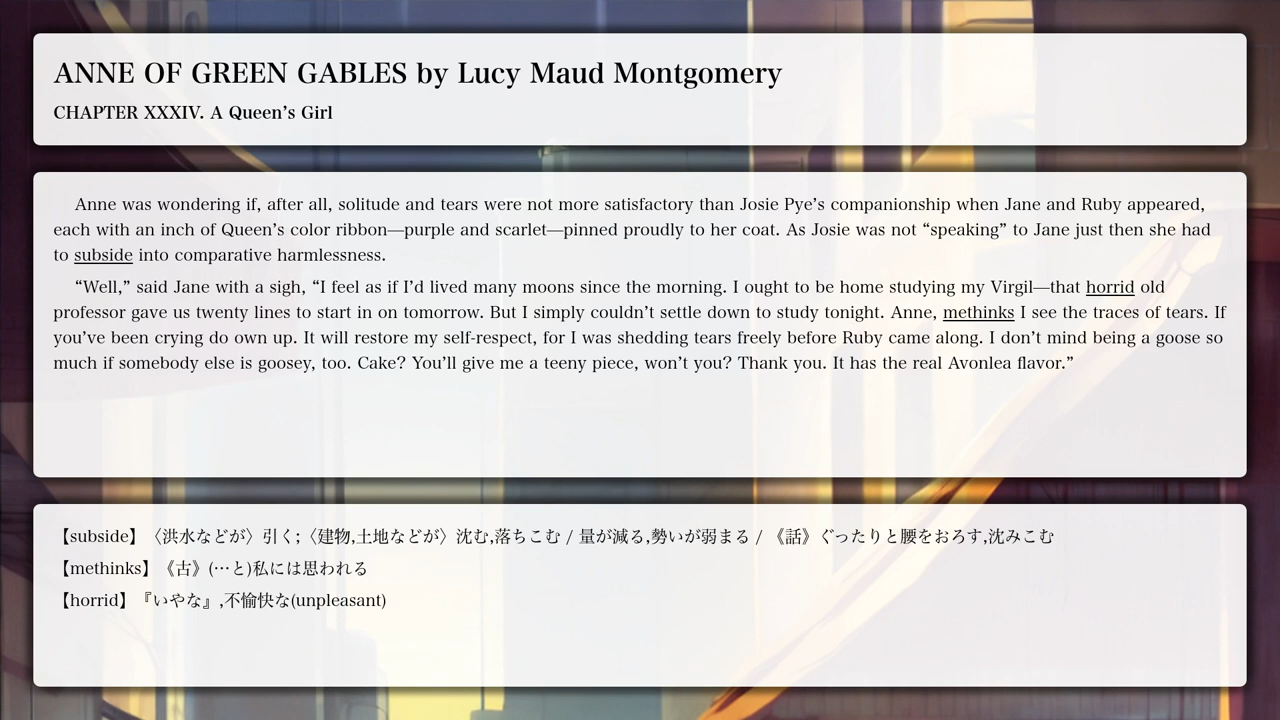 ANNE OF GREEN GABLES by Lucy Maud Montgomery
CHAPTER XXXIV. A Queen’s Girl
Anne was wondering if, after all, solitude and tears were not more satisfactory than Josie Pye’s companionship when Jane and Ruby appeared,
each with an inch of Queen’s color ribbon—purple and scarlet—pinned proudly to her coat. As Josie was not “speaking” to Jane just then she had
to subside into comparative harmlessness.
“Well,” said Jane with a sigh, “I feel as if I’d lived many moons since the morning. I ought to be home studying my Virgil—that horrid old
professor gave us twenty lines to start in on tomorrow. But I simply couldn’t settle down to study tonight. Anne, methinks I see the traces of tears. If
you’ve been crying do own up. It will restore my self-respect, for I was shedding tears freely before Ruby came along. I don’t mind being a goose so
much if somebody else is goosey, too. Cake? You’ll give me a teeny piece, won’t you? Thank you. It has the real Avonlea flavor.”
【subside】〈洪水などが〉引く;〈建物,土地などが〉沈む,落ちこむ / 量が減る,勢いが弱まる / 《話》ぐったりと腰をおろす,沈みこむ
【methinks】《古》(…と)私には思われる
【horrid】『いやな』,不愉快な(unpleasant)